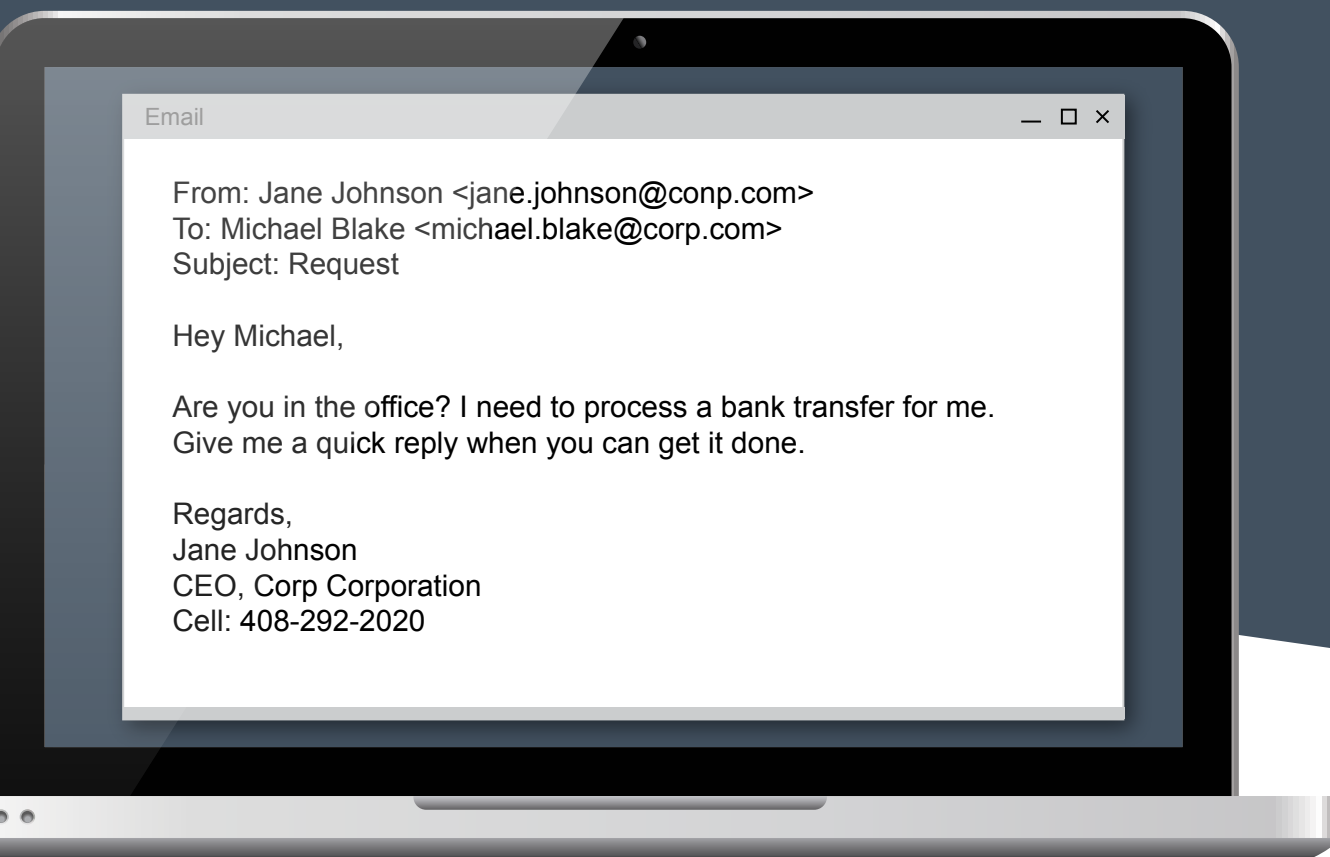 Email
From: Jane Johnson <jane.johnson@conp.com>
To: Michael Blake <michael.blake@corp.com>
Subject: Request
Hey Michael,
Are you in the office? I need to process a bank transfer for me.
Give me a quick reply when you can get it done.
Regards,
Jane Johnson
CEO, Corp Corporation
Cell: 408-292-2020